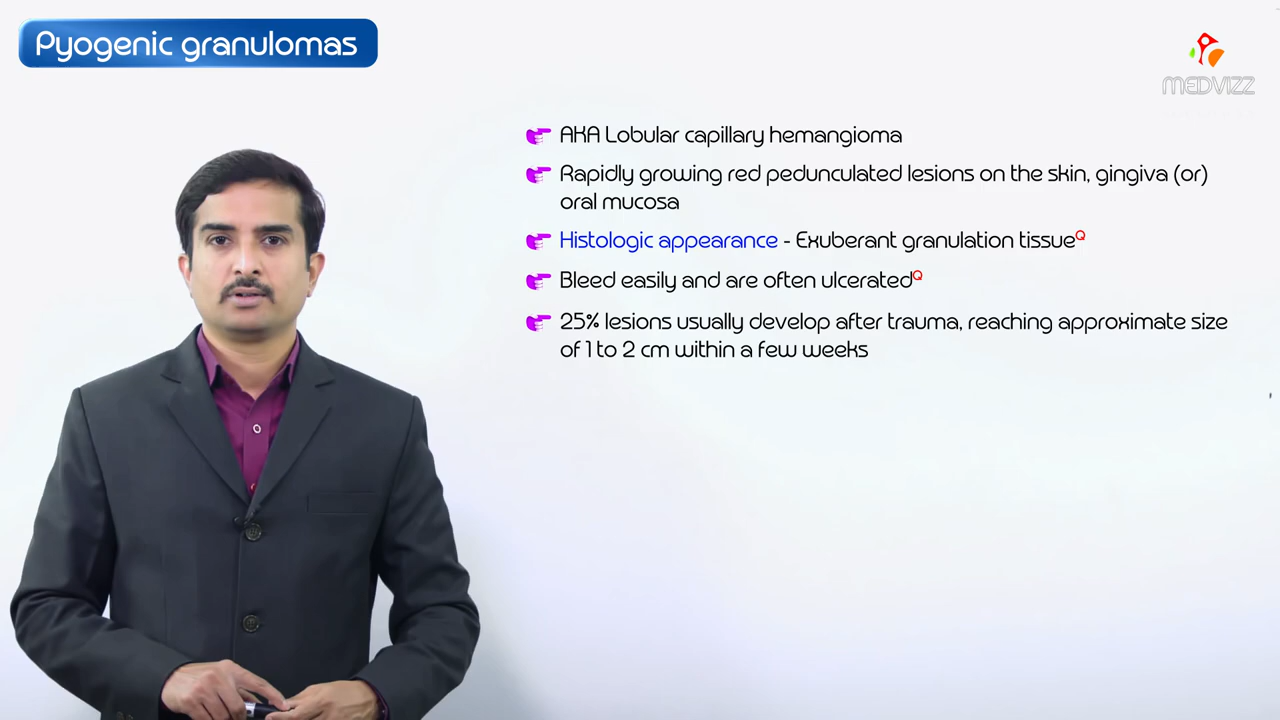 Pyogenic granulomas
MEDVIZZ
AKA Lobular capillary hemangioma
Rapidly growing red pedunculated lesions on the skin, gingiva (or)
oral mucosa
Histologic appearance - Exuberant granulation tissueQ
Bleed easily and are often ulceratedQ
25% lesions usually develop after trauma, reaching approximate size
of 1 to 2 cm within a few weeks